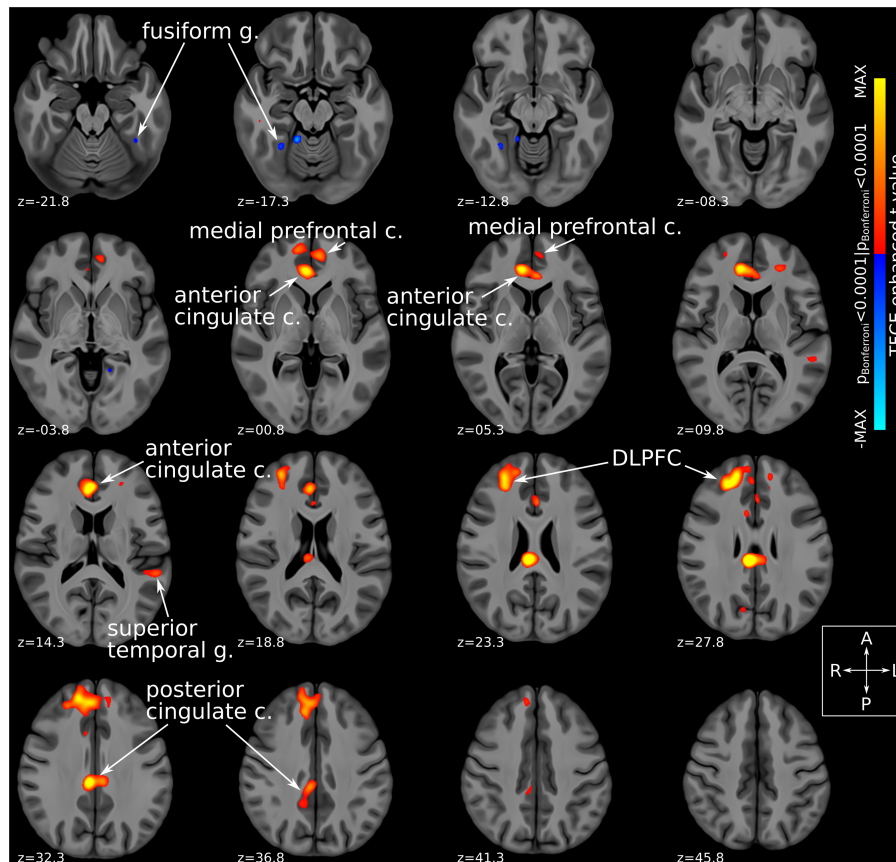 fusiform g.
z=-21.8
z=-17.3
z=-12.8
z=-08.3
medial prefrontal c.
medial prefrontal c.
anterior
cingulate c.
anterior
cingulate c.
z=-03.8
z=00.8
z=05.3
z=09.8
anterior
cingulate c.
DLPFC
superior
temporal g.
z=14.3
z=18.8
z=23.3
z=27.8
posterior
cingulate c.
z=32.3
z=36.8
z=41.3
z=45.8
-MAX pBonferroni<0.0001|pBonferroni<0.0001 MAX
A
R
P